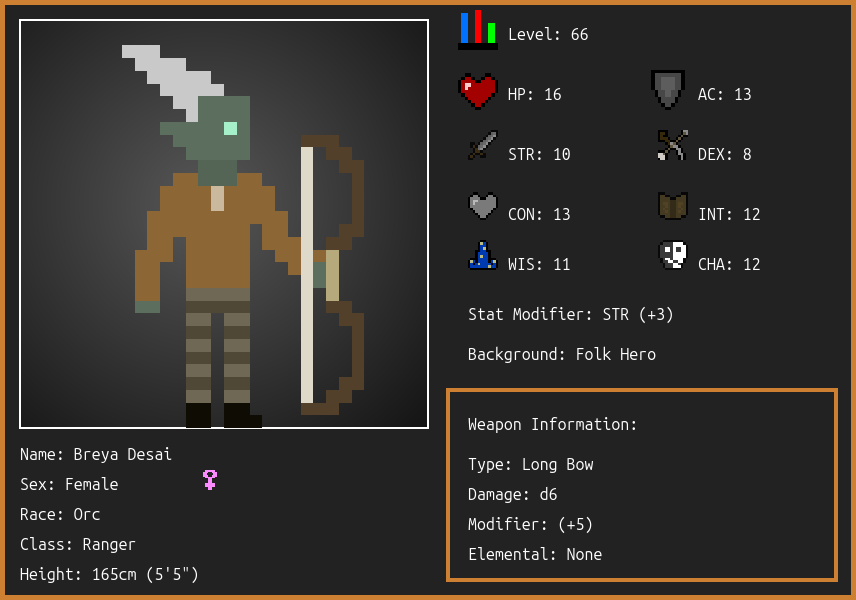 Level: 66
HP: 16
AC: 13
STR: 10
DEX: 8
CON: 13
INT: 12
WIS: 11
CHA: 12
Stat Modifier: STR (+3)
Background: Folk Hero
Weapon Information:
Type: Long Bow
Damage: d6
Modifier: (+5)
Elemental: None
Name: Breya Desai
Sex: Female
Race: Orc
Class: Ranger
Height: 165cm (5'5")